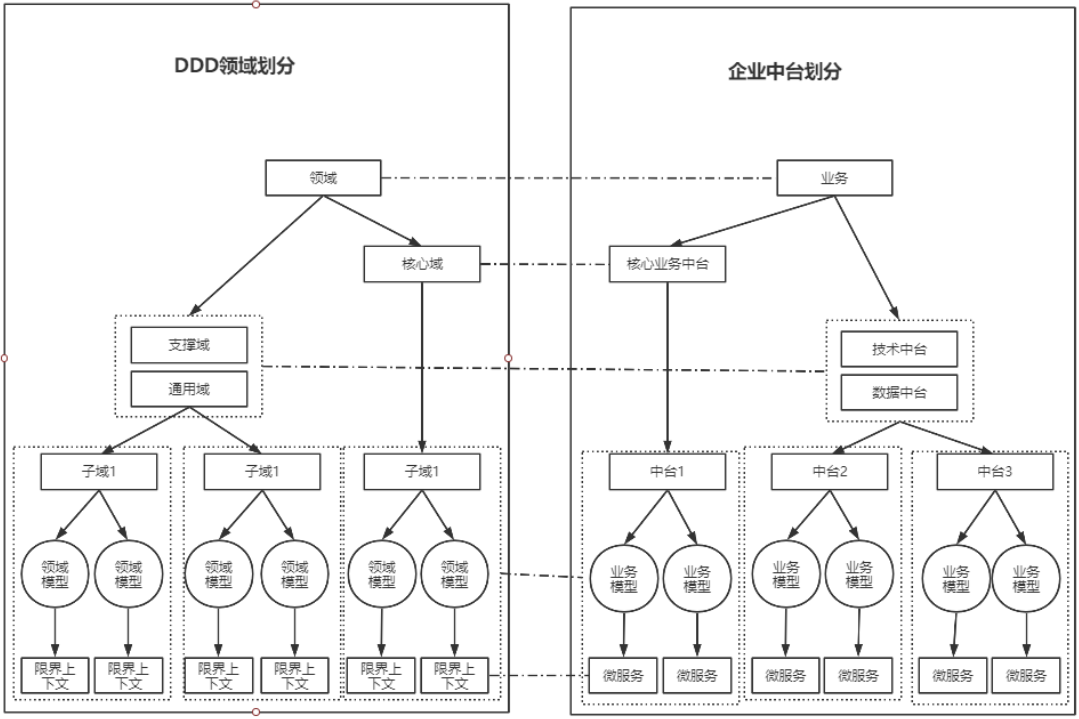 DDD领域划分
企业中台划分
领域
业务
核心域
核心业务中台
支撑域
通用域
技术中台
数据中台
子域1
子域1
子域1
中台1
中台2
中台3
领域
模型
领域
模型
领域
模型
领域
模型
领域
模型
领域
模型
业务
模型
业务
模型
业务
模型
业务
模型
业务
模型
业务
模型
限界上
下文
限界上
下文
限界上
下文
限界上
下文
限界上
下文
限界上
下文
微服务
微服务
微服务
微服务
微服务
微服务